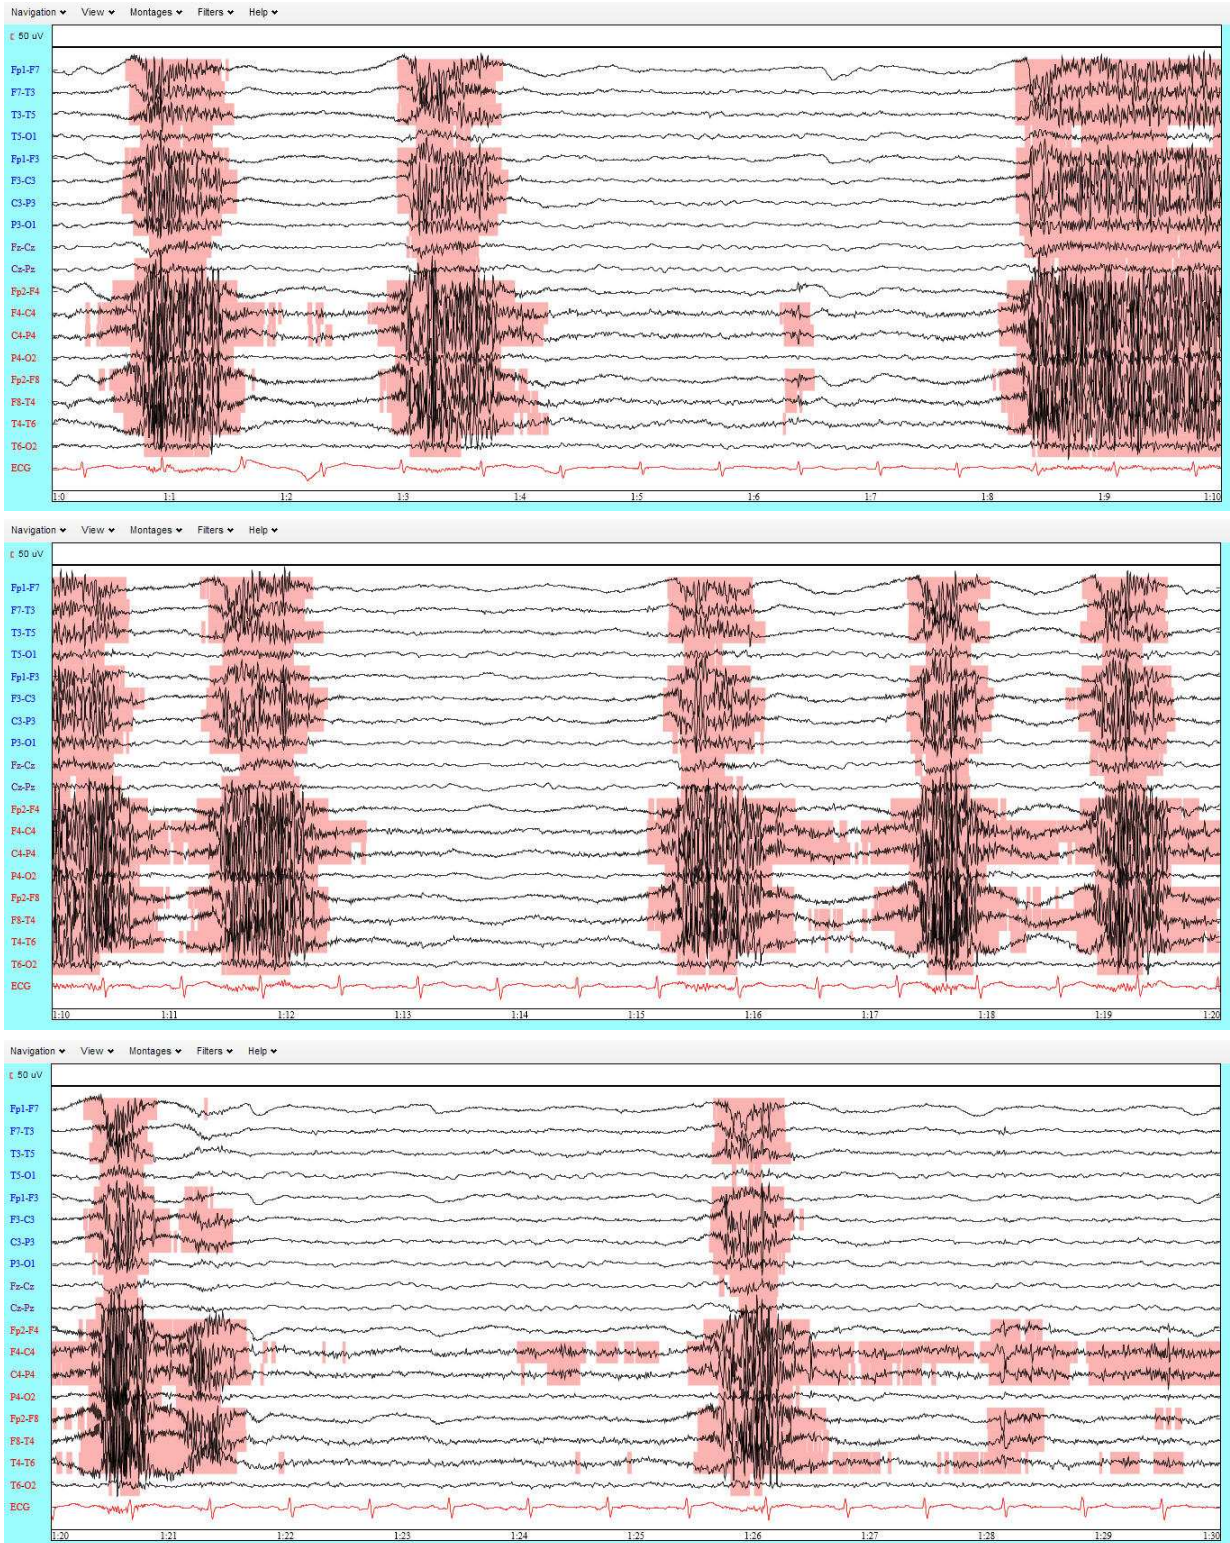 Navigation View Montages Filters Help
50 uV
Fp1-F7
F7-T3
T3-T5
T5-O1
Fp1-F3
F3-C3
C3-P3
P3-O1
Fz-Cz
Cz-Pz
Fp2-F4
F4-C4
C4-P4
P4-O2
Fp2-F8
F8-T4
T4-T6
T6-O2
ECG
1:0 1:1 1:2 1:3 1:4 1:5 1:6 1:7 1:8 1:9 1:10
Navigation View Montages Filters Help
50 uV
Fp1-F7
F7-T3
T3-T5
T5-O1
Fp1-F3
F3-C3
C3-P3
P3-O1
Fz-Cz
Cz-Pz
Fp2-F4
F4-C4
C4-P4
P4-O2
Fp2-F8
F8-T4
T4-T6
T6-O2
ECG
1:10 1:11 1:12 1:13 1:14 1:15 1:16 1:17 1:18 1:19 1:20
Navigation View Montages Filters Help
50 uV
Fp1-F7
F7-T3
T3-T5
T5-O1
Fp1-F3
F3-C3
C3-P3
P3-O1
Fz-Cz
Cz-Pz
Fp2-F4
F4-C4
C4-P4
P4-O2
Fp2-F8
F8-T4
T4-T6
T6-O2
ECG
1:20 1:21 1:22 1:23 1:24 1:25 1:26 1:27 1:28 1:29 1:30